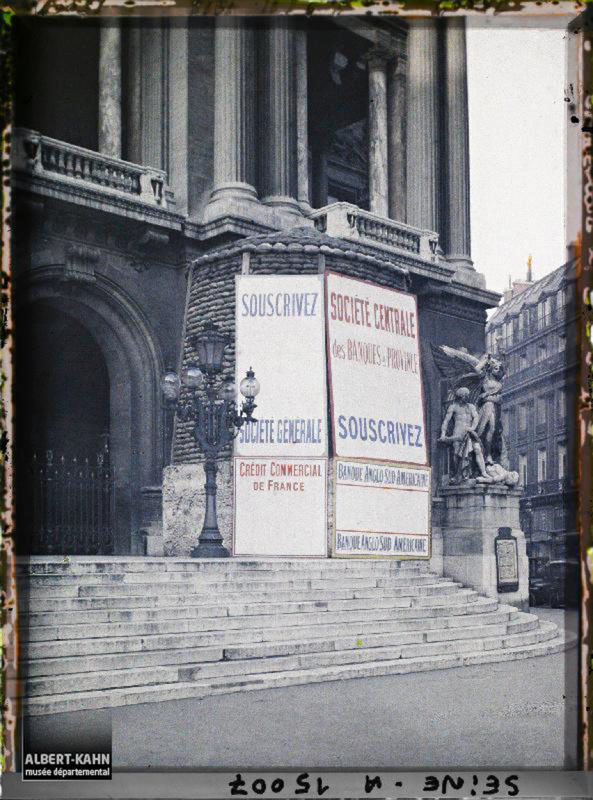 SOUSCRIVEZ
SOCIÉTÉ GÉNÉRALE
SOCIÉTÉ CENTRALE
des BANQUES de PROVINCE
SOUSCRIVEZ
CRÉDIT COMMERCIAL
DE FRANCE
BANQUE ANGLO-SUD AMÉRICAINE
BANQUE ANGLO-SUD AMÉRICAINE
ALBERT-KAHN
musée départemental
SEINE - A 15007